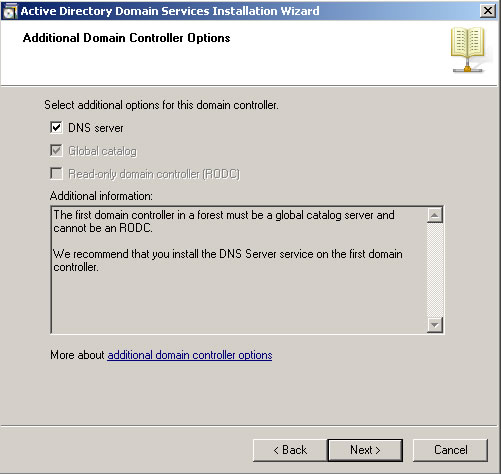 Active Directory Domain Services Installation Wizard
Additional Domain Controller Options
Select additional options for this domain controller.
DNS server
Global catalog
Read-only domain controller (RODC)
Additional information:
The first domain controller in a forest must be a global catalog server and
cannot be an RODC.
We recommend that you install the DNS Server service on the first domain
controller.
More about additional domain controller options
< Back
Next >
Cancel